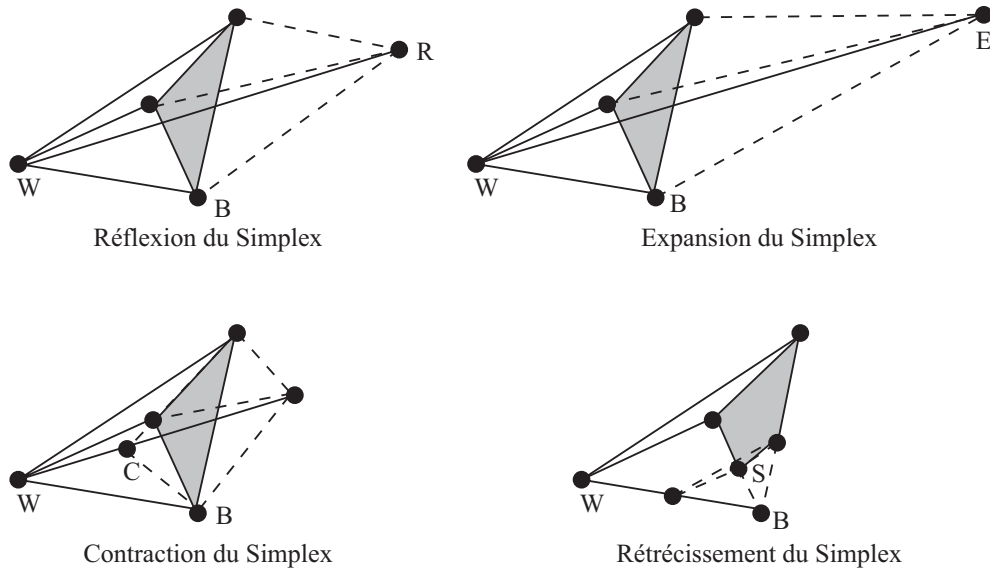 R
W
B
Réflexion du Simplex
E
W
B
Expansion du Simplex
C
W
B
Contraction du Simplex
S
W
B
Rétrécissement du Simplex